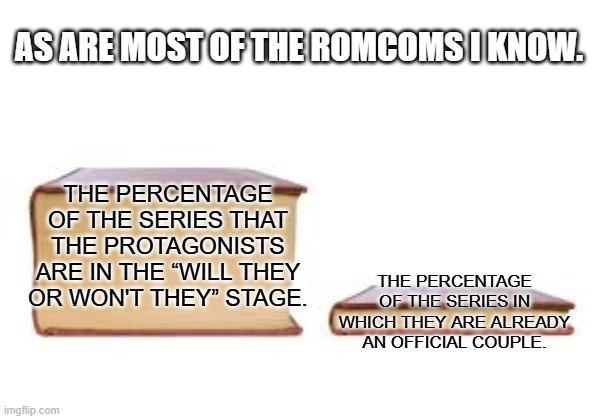 AS ARE MOST OF THE ROMCOMS I KNOW.
THE PERCENTAGE
OF THE SERIES THAT
THE PROTAGONISTS
ARE IN THE “WILL THEY
OR WON'T THEY” STAGE.
THE PERCENTAGE
OF THE SERIES IN
WHICH THEY ARE ALREADY
AN OFFICIAL COUPLE.
imgflip.com